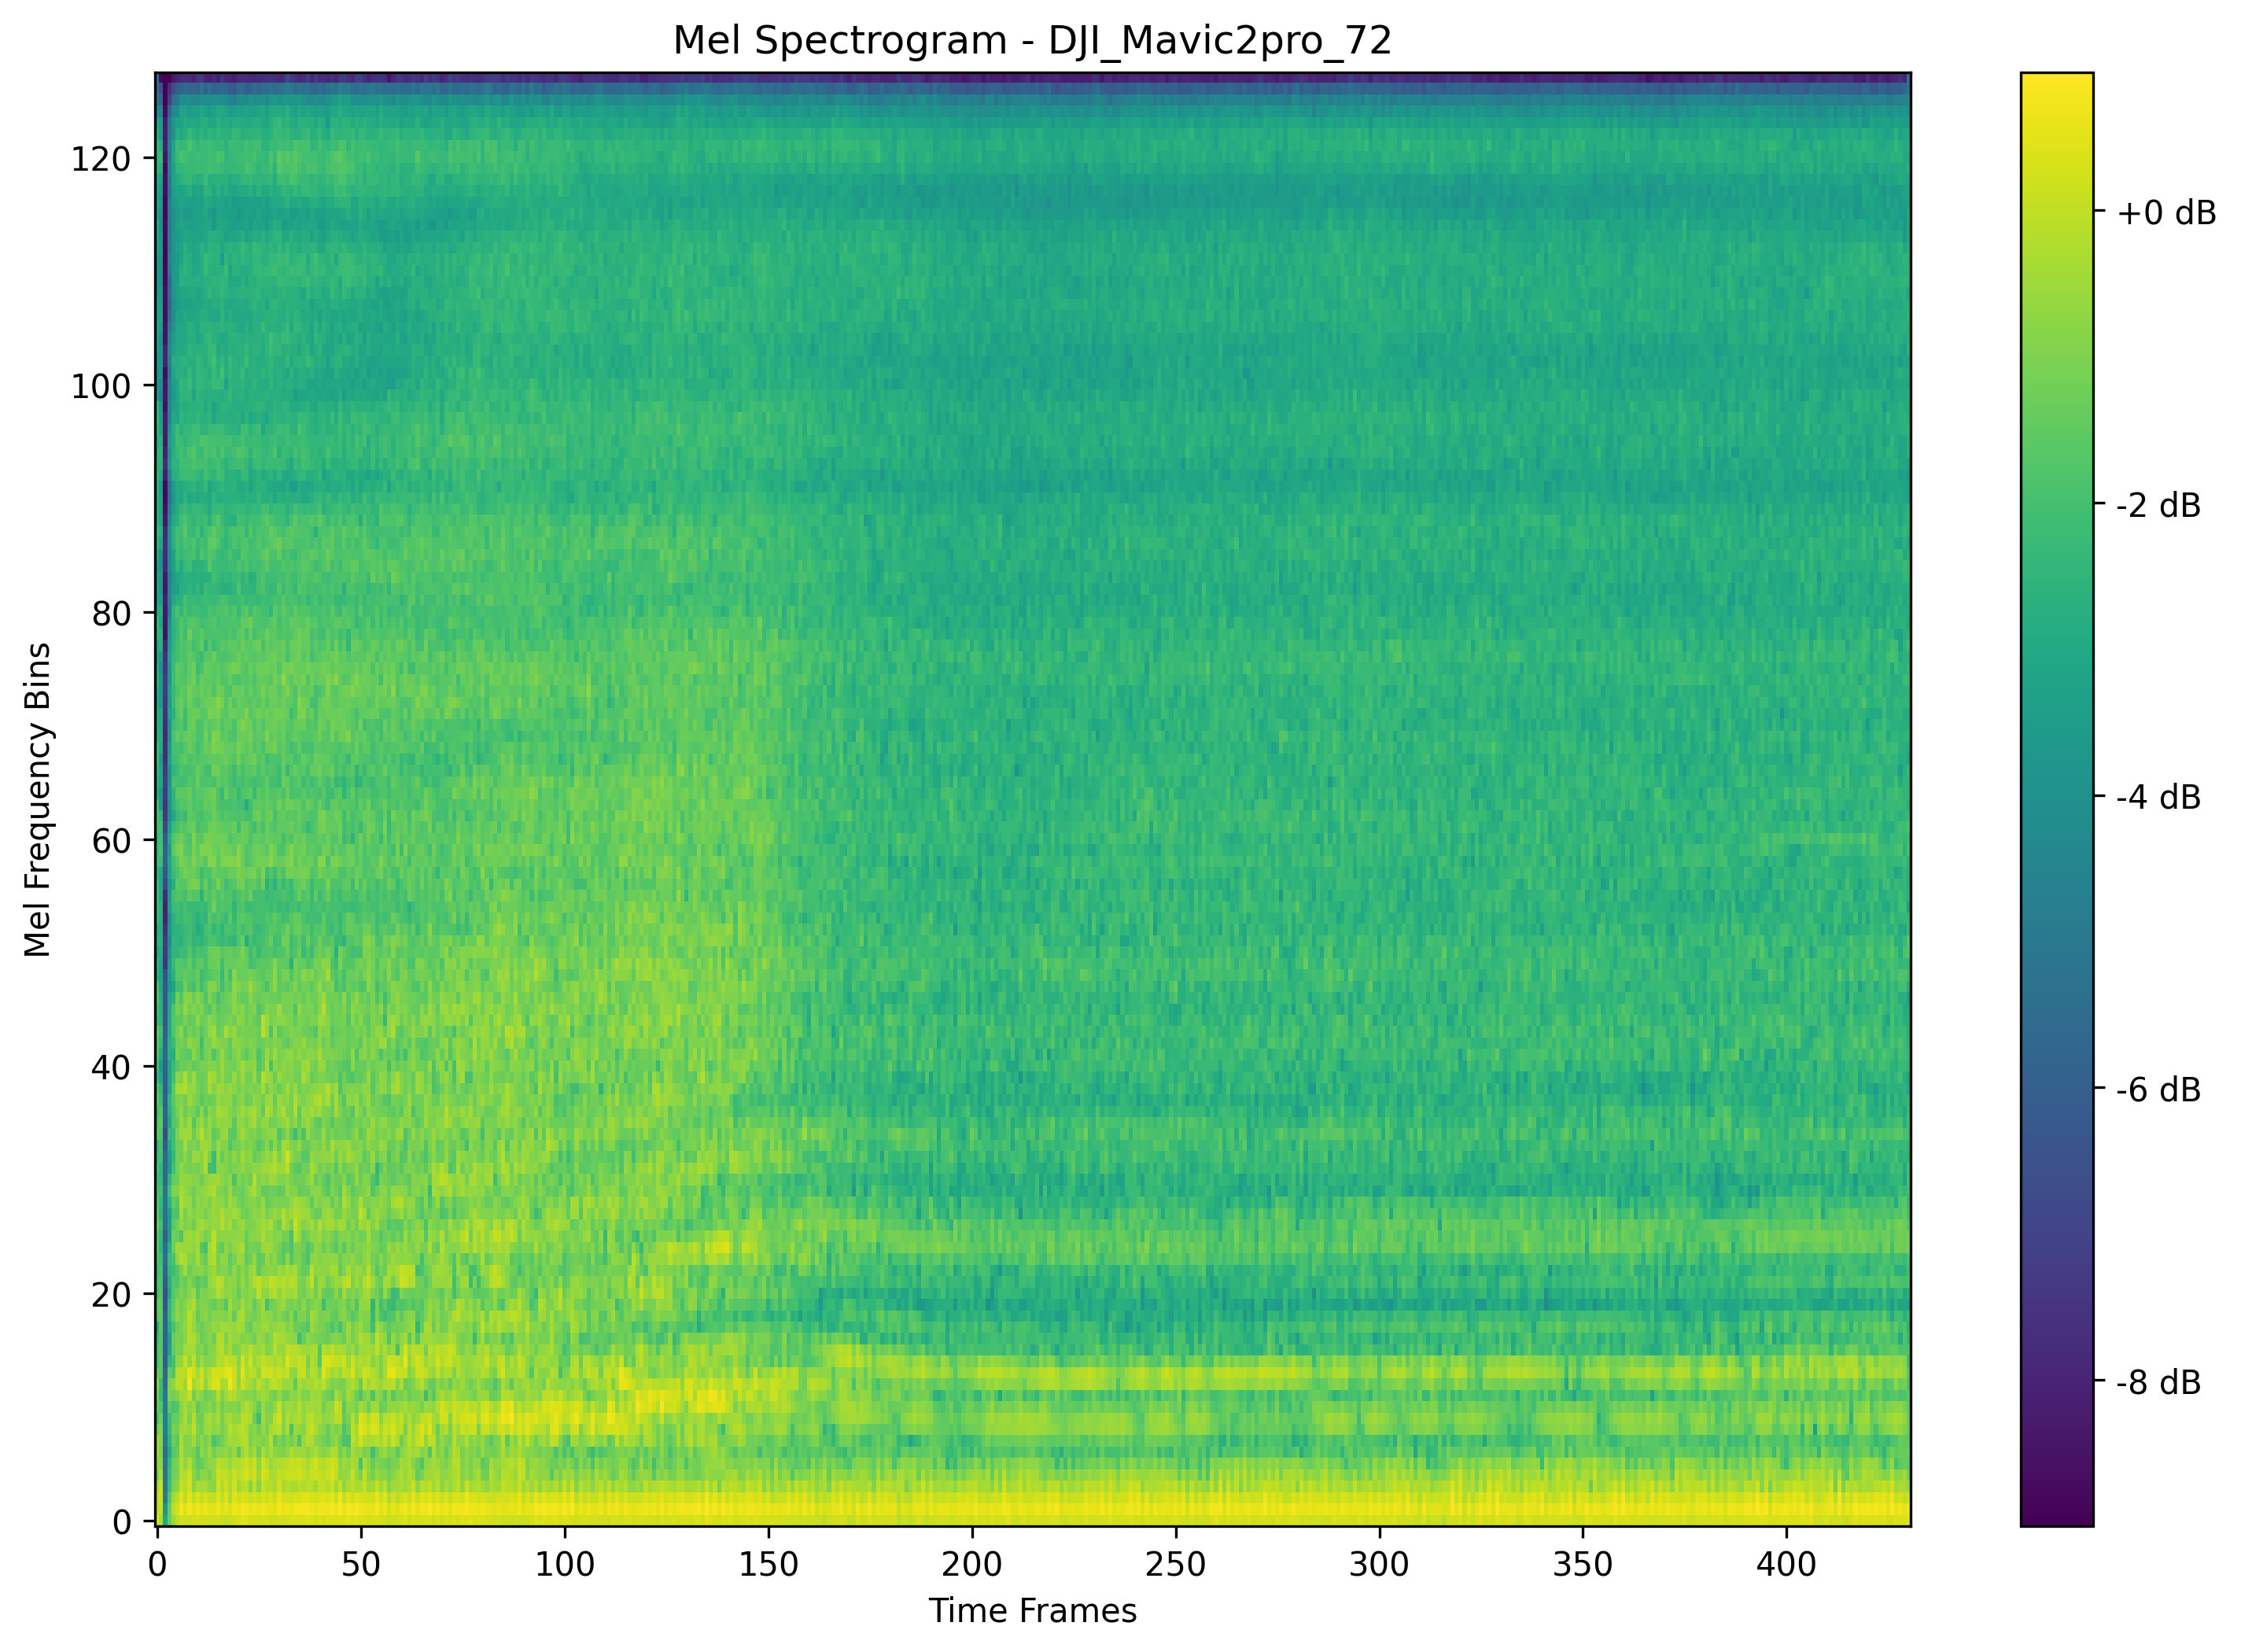 Mel Spectrogram - DJI_Mavic2pro_72
Mel Frequency Bins
120
100
80
60
40
20
0
0 50 100 150 200 250 300 350 400
Time Frames
+0 dB
-2 dB
-4 dB
-6 dB
-8 dB